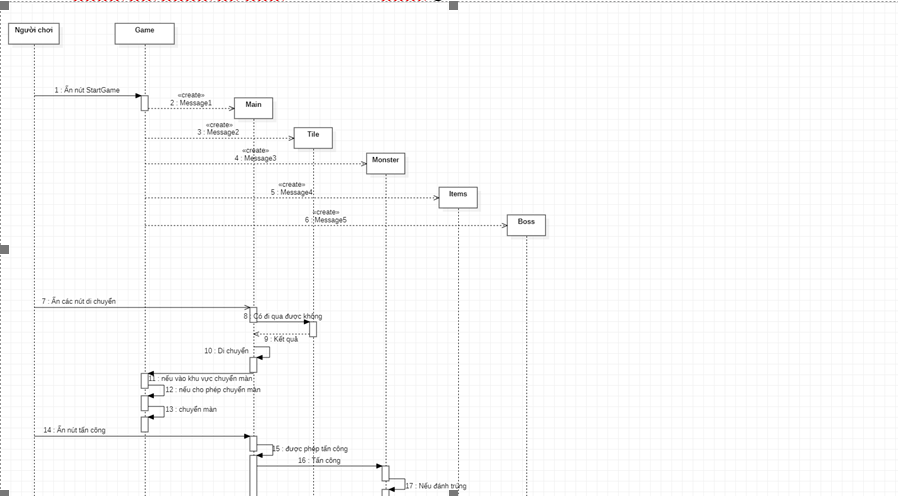 Người chơi
Game
1 : Ấn nút StartGame
«create»
2 : Message1
Main
«create»
3 : Message2
Tile
«create»
4 : Message3
Monster
«create»
5 : Message4
Items
«create»
6 : Message5
Boss
7 : Ấn các nút di chuyển
8 : Có đi qua được không
9 : Kết quả
10 : Di chuyển
11 : nếu vào khu vực chuyển màn
12 : nếu cho phép chuyển màn
13 : chuyển màn
14 : Ấn nút tấn công
15 : được phép tấn công
16 : Tấn công
17 : Nếu đánh trúng